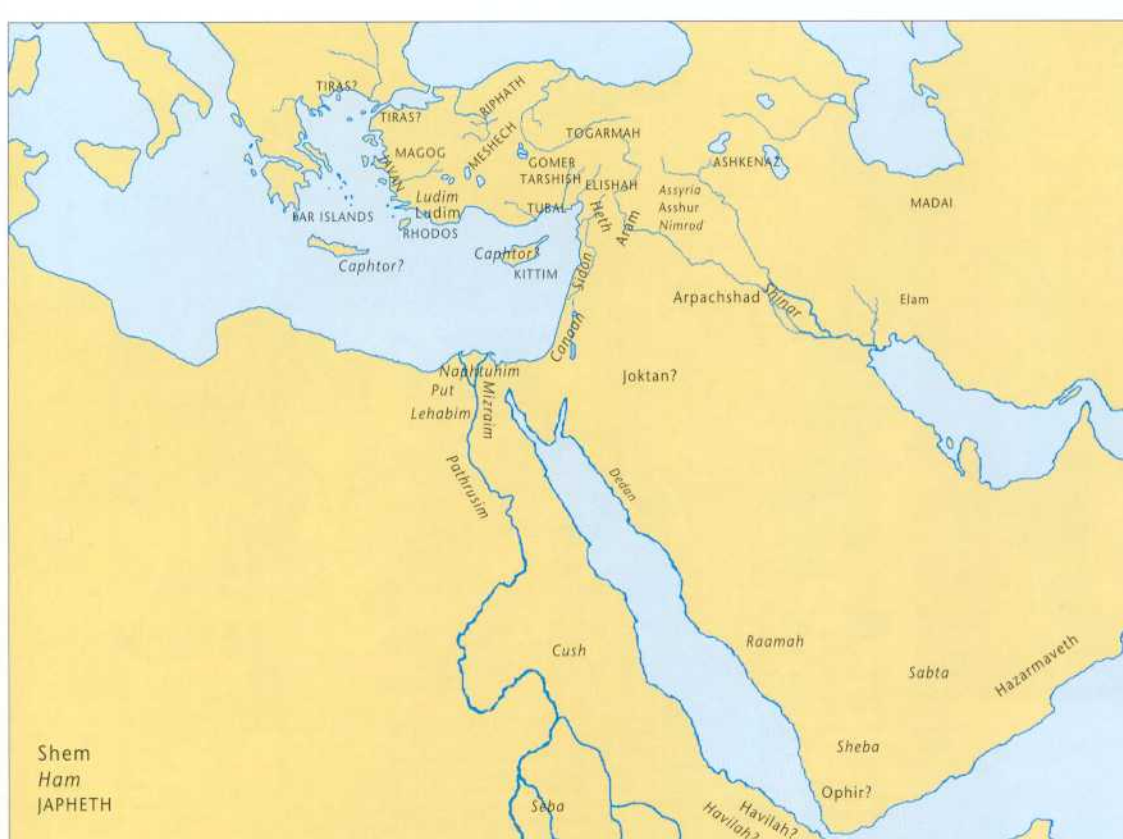 TIRAS?
TIRAS?
RIPHATH
MESHECH
MAGOG
JAVAN
TOGARMAH
GOMER
TARSHISH
ELISHAH
ASHKENAZ
Ludim
Ludim
TUBAL
Heth
Aram
Assyria
Asshur
Nimrod
MADAI
DAR ISLANDS
RHODOS
Caphtor?
Caphtor?
KITTIM
Sidon
Canaan
Arpachshad
Shinar
Elam
Joktan?
Naphtuhim
Put
Lehabim
Mizraim
Pathrusim
Dedan
Cush
Raamah
Sabta
Hazarmaveth
Sheba
Ophir?
Seba
Havilah?
Havilah?
Shem
Ham
JAPHETH